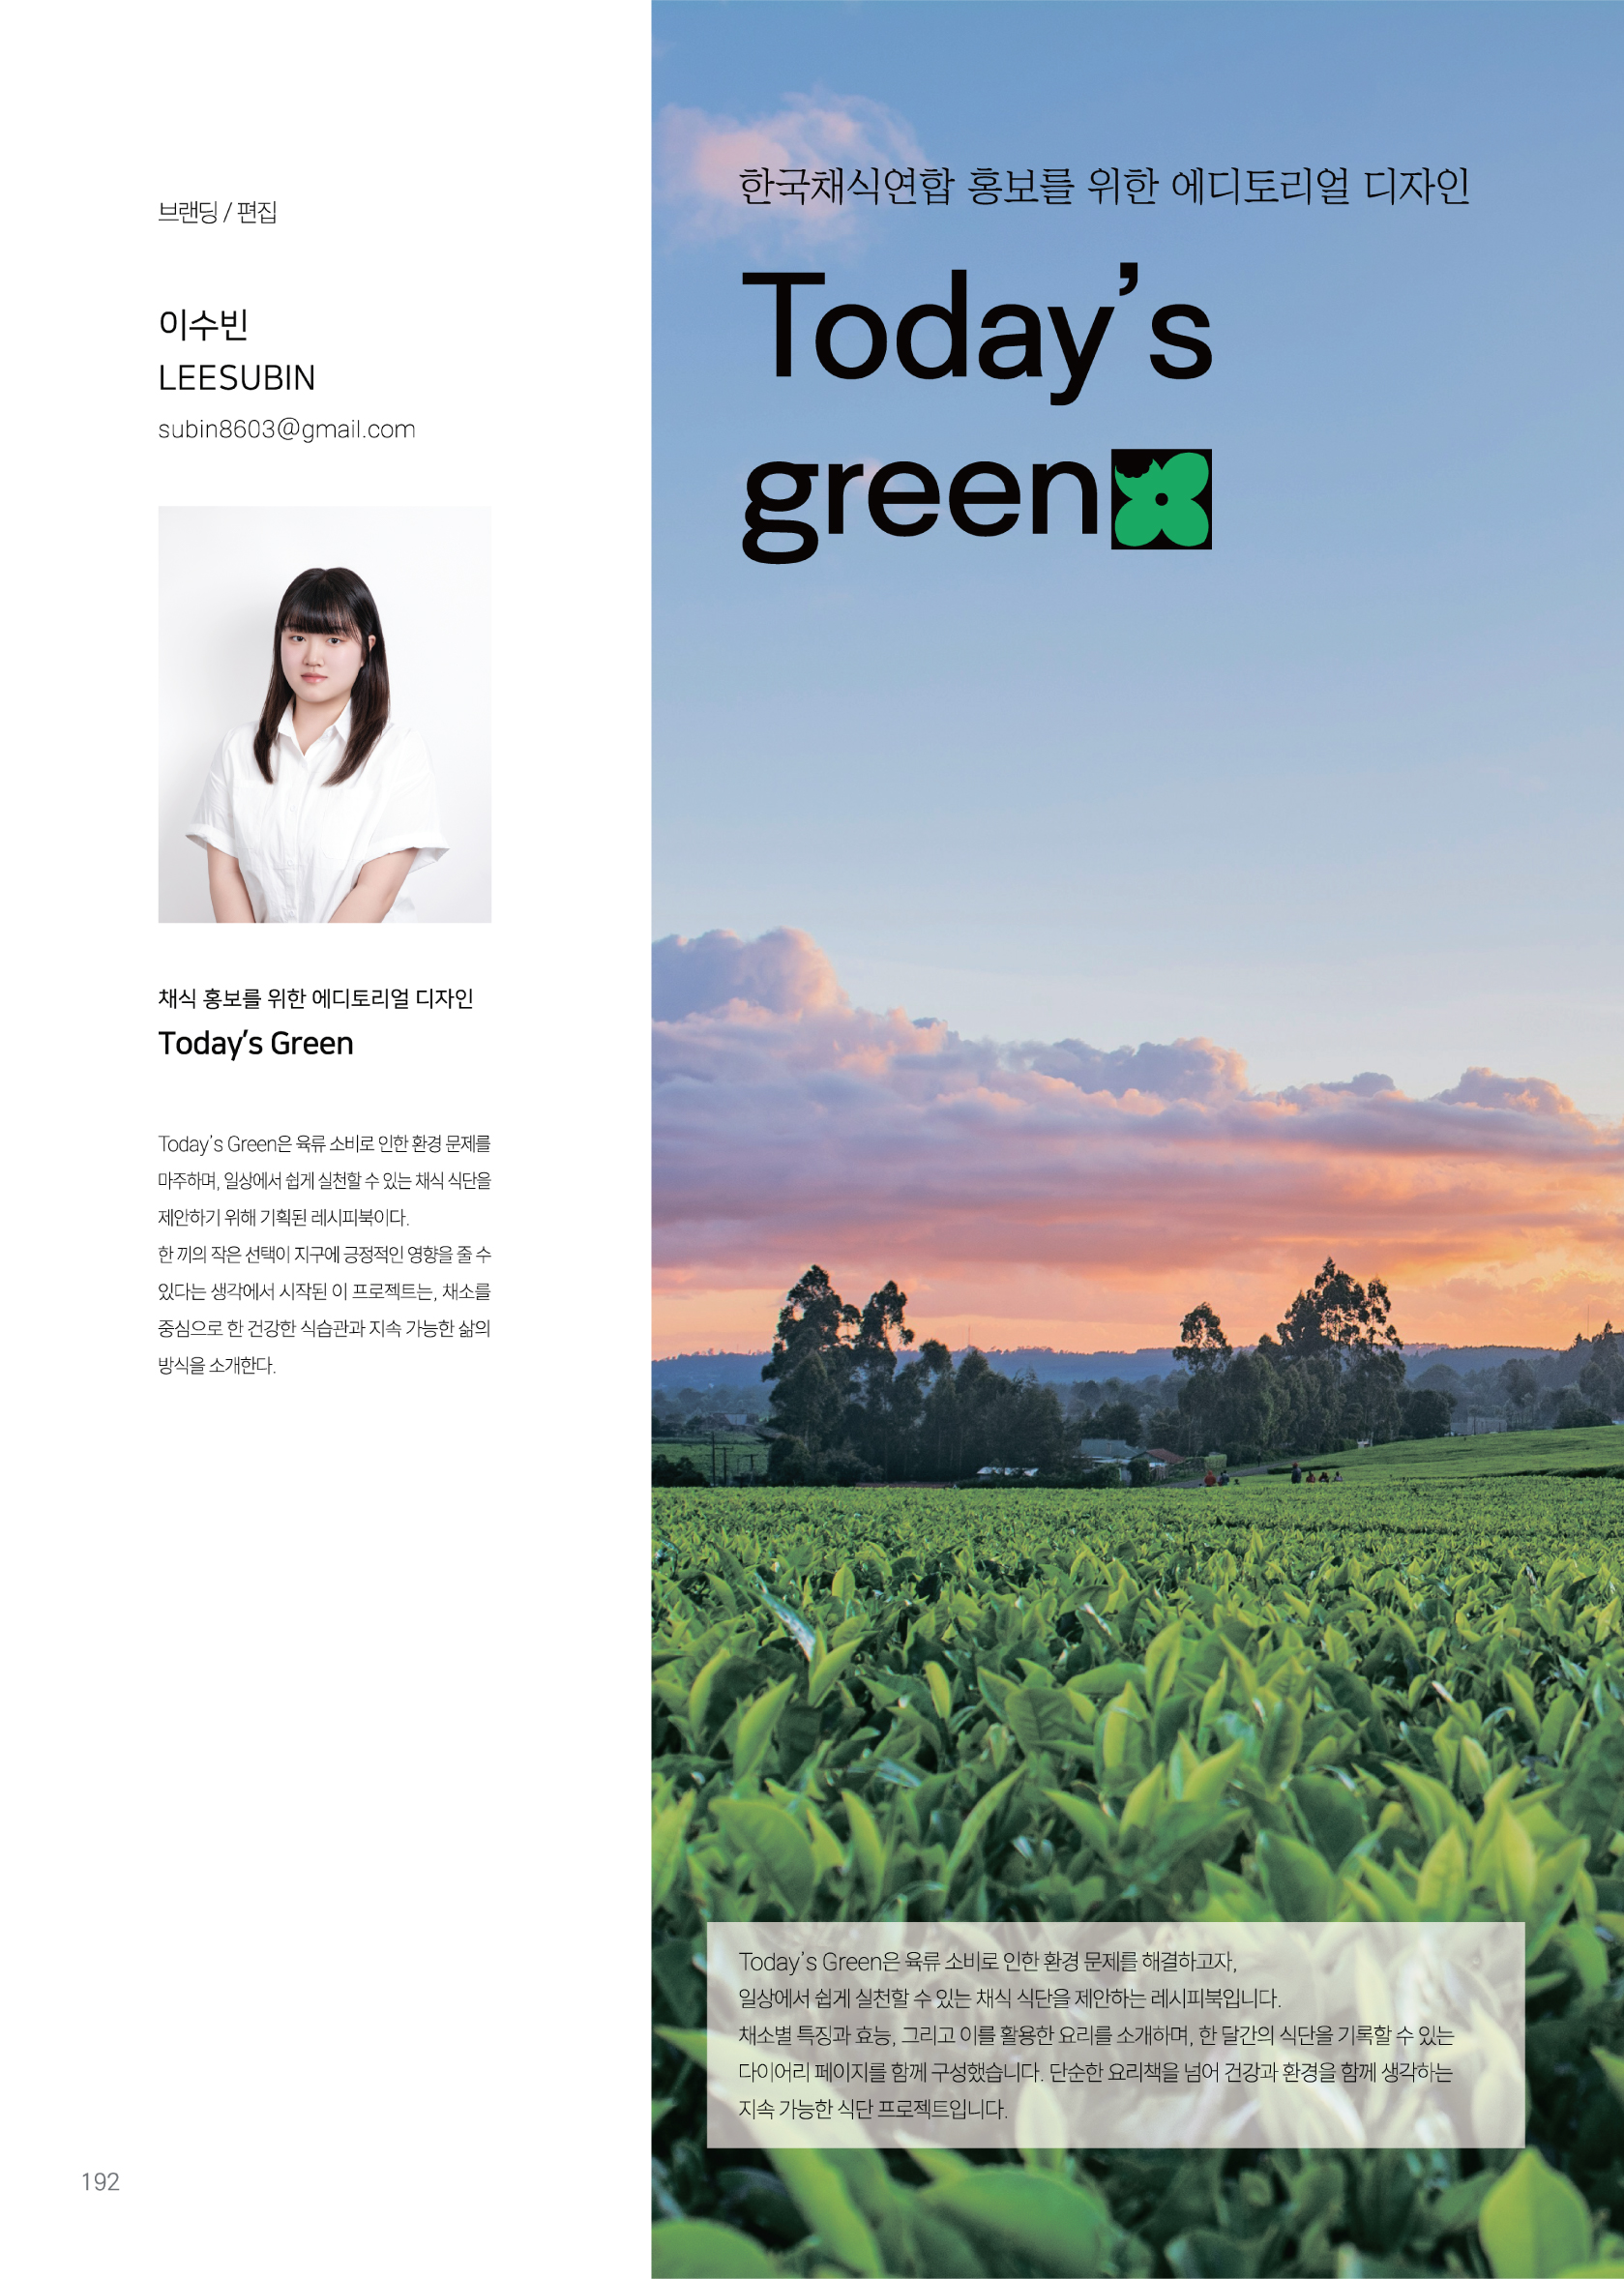 브랜딩 / 편집
이수빈
LEESUBIN
subin8603@gmail.com
채식 홍보를 위한 에디토리얼 디자인
Today's Green
Today's Green은 육류 소비로 인한 환경 문제를
마주하며, 일상에서 쉽게 실천할 수 있는 채식 식단을
제안하기 위해 기획된 레시피북이다.
한 끼의 작은 선택이 지구에 긍정적인 영향을 줄 수
있다는 생각에서 시작된 이 프로젝트는, 채소를
중심으로 한 건강한 식습관과 지속 가능한 삶의
방식을 소개한다.
192
한국채식연합 홍보를 위한 에디토리얼 디자인
Today’s
green
Today's Green은 육류 소비로 인한 환경 문제를 해결하고자,
일상에서 쉽게 실천할 수 있는 채식 식단을 제안하는 레시피북입니다.
채소별 특징과 효능, 그리고 이를 활용한 요리를 소개하며, 한 달간의 식단을 기록할 수 있는
다이어리 페이지를 함께 구성했습니다. 단순한 요리책을 넘어 건강과 환경을 함께 생각하는
지속 가능한 식단 프로젝트입니다.